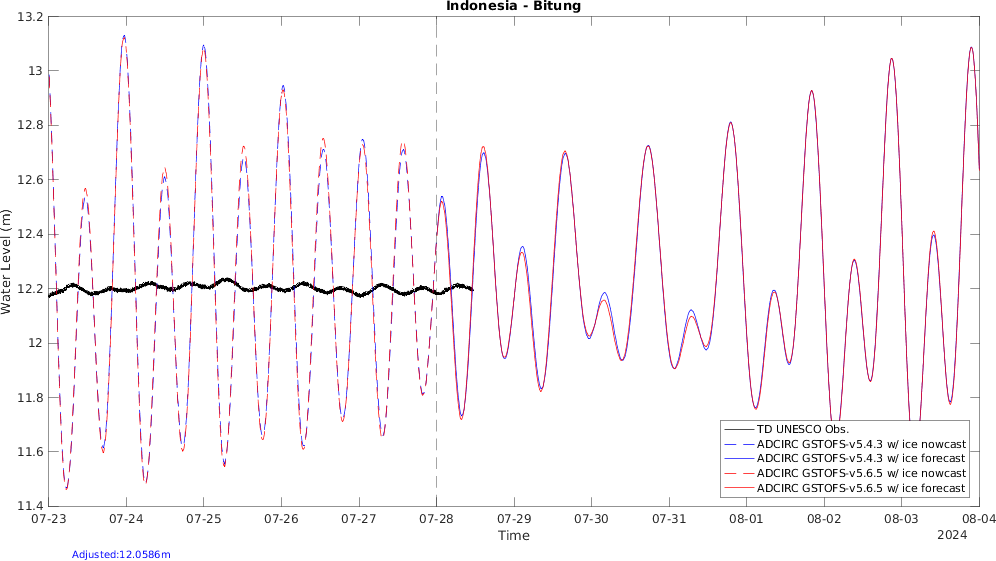 Indonesia - Bitung
13.2
13
12.8
12.6
12.4
12.2
12
11.8
11.6
11.4
Water Level (m)
TD UNESCO Obs.
ADCIRC GSTOFS-v5.4.3 w/ ice nowcast
ADCIRC GSTOFS-v5.4.3 w/ ice forecast
ADCIRC GSTOFS-v5.6.5 w/ ice nowcast
ADCIRC GSTOFS-v5.6.5 w/ ice forecast
07-23 07-24 07-25 07-26 07-27 07-28 07-29 07-30 07-31 08-01 08-02 08-03 08-04
Time
2024
Adjusted:12.0586m